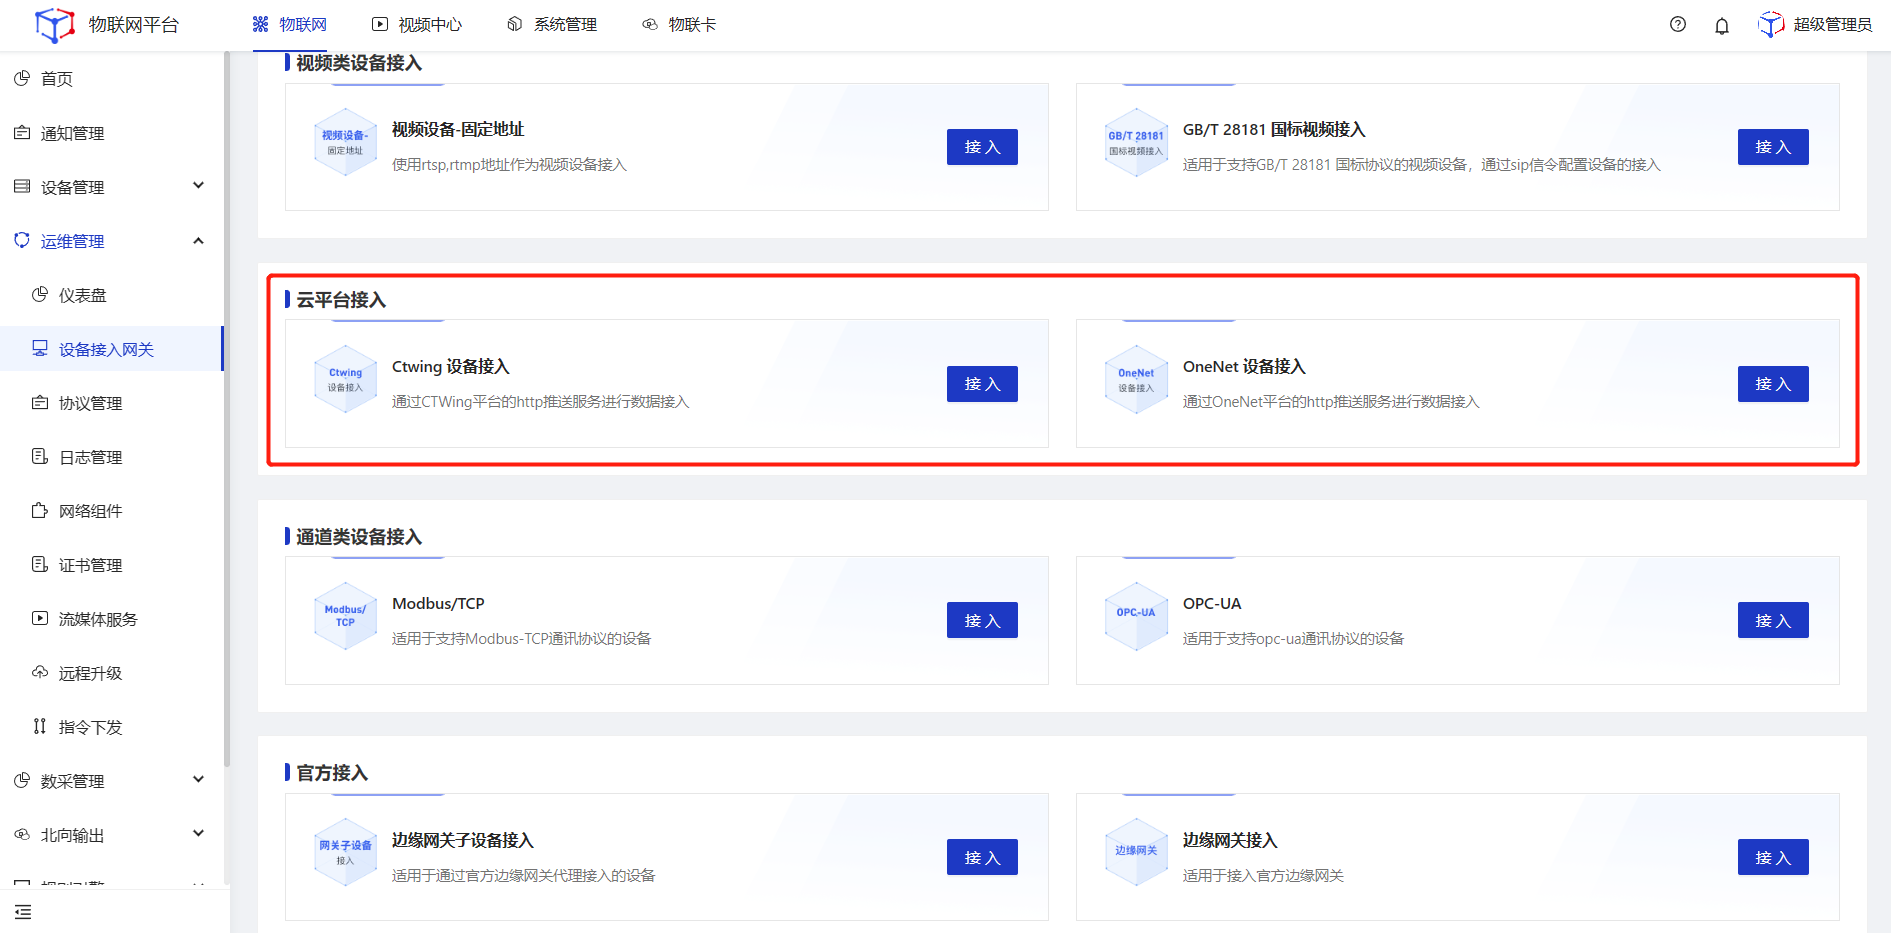 物联网平台
物联网
视频中心
系统管理
物联卡
超级管理员
首页
通知管理
设备管理
运维管理
仪表盘
设备接入网关
协议管理
日志管理
网络组件
证书管理
流媒体服务
远程升级
指令下发
数采管理
北向输出
视频类设备接入
视频设备-
固定地址
视频设备-固定地址
使用rtsp,rtmp地址作为视频设备接入
接 入
GB/T 28181
国标视频接入
GB/T 28181 国标视频接入
适用于支持GB/T 28181 国标协议的视频设备，通过sip信令配置设备的接入
接 入
云平台接入
Ctwing
设备接入
Ctwing 设备接入
通过CTWing平台的http推送服务进行数据接入
接 入
OneNet
设备接入
OneNet 设备接入
通过OneNet平台的http推送服务进行数据接入
接 入
通道类设备接入
Modbus/
TCP
Modbus/TCP
适用于支持Modbus-TCP通讯协议的设备
接 入
OPC-UA
OPC-UA
适用于支持opc-ua通讯协议的设备
接 入
官方接入
网关子设备
接入
边缘网关子设备接入
适用于通过官方边缘网关代理接入的设备
接 入
边缘网关
边缘网关接入
适用于接入官方边缘网关
接 入